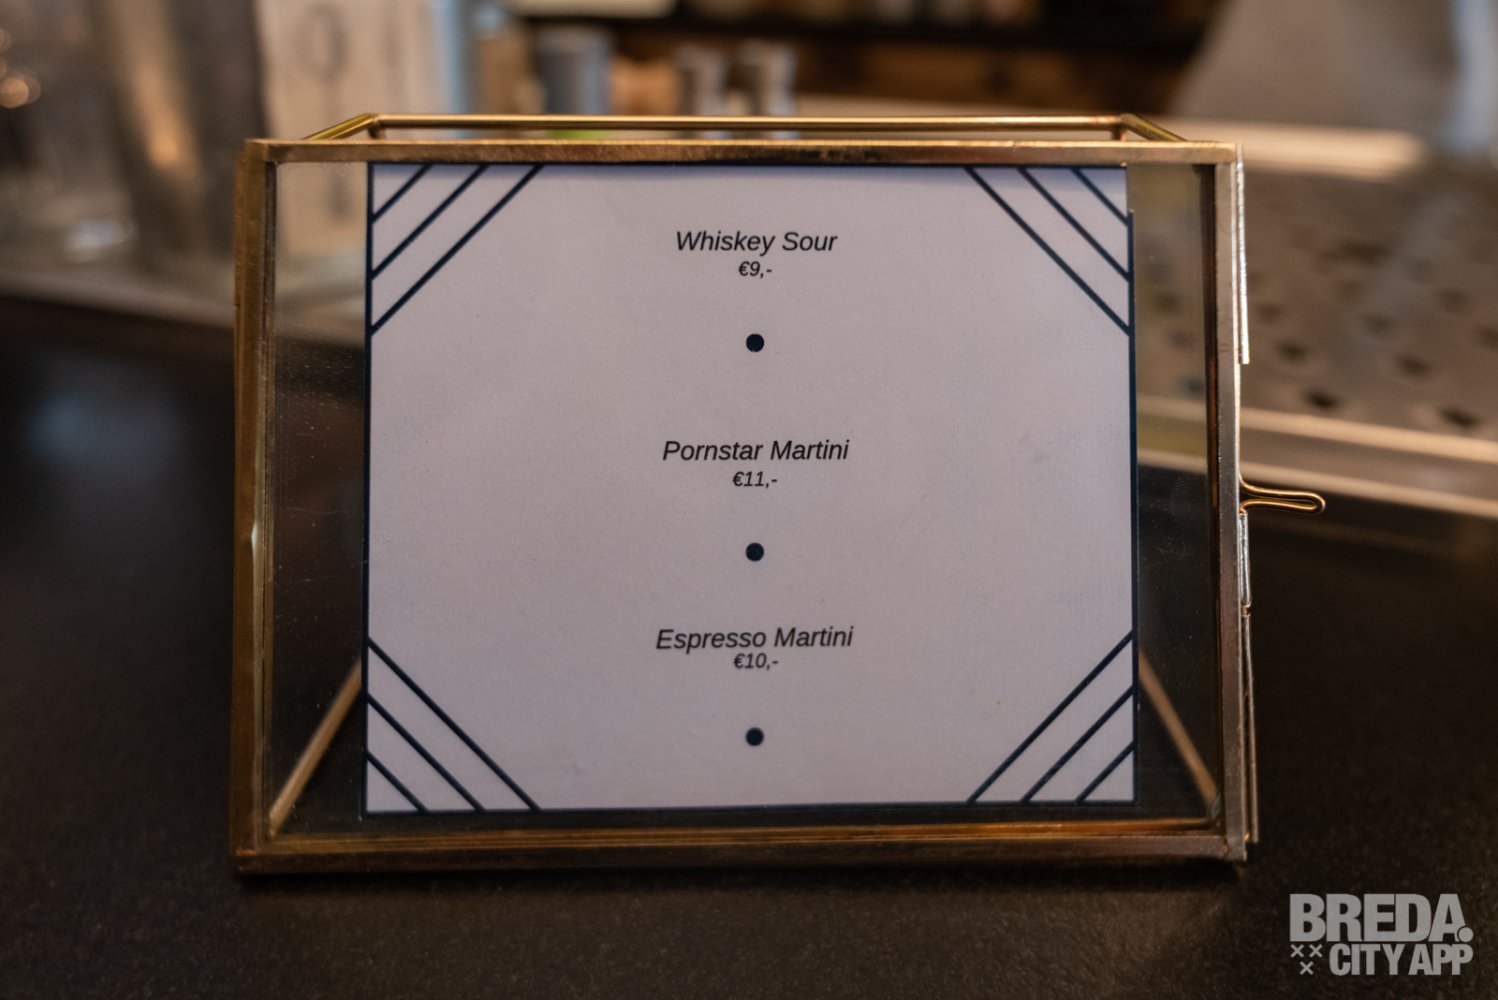 Whiskey Sour
€9,-
Pornstar Martini
€11,-
Espresso Martini
€10,-
BREDA.
CITY APP